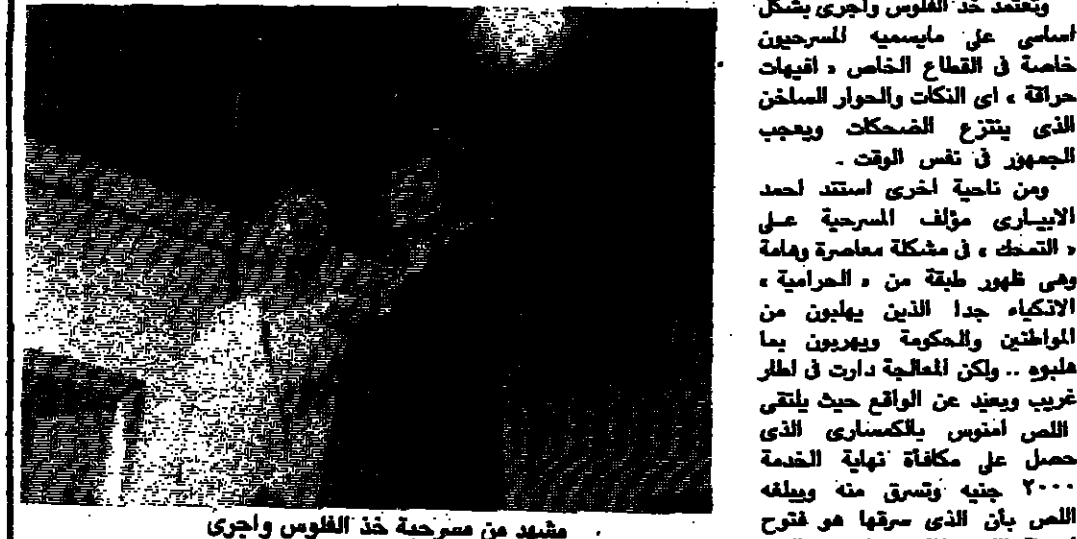 وتعتمد خذ الفلوس واجرى بشكل
اساسى على مايسميه المسرحيون
خاصة فى القطاع الخاص « افيهات
حراقة » اى النكات والحوار الساخن
الذى ينتزع الضحكات ويعجب
الجمهور فى نفس الوقت .
ومن ناحية اخرى استند احمد
الابيارى مؤلف المسرحية على
« التمحك » فى مشكلة معاصرة وهامة
وهى ظهور طبقة من « الحرامية »
الاذكياء جدا الذين يهلبون من
المواطنين والحكومة ويهربون بما
هلبوه .. ولكن المعالجة دارت فى اطار
غريب وبعيد عن الواقع حيث يلتقى
اللص امنوس بالكمسارى الذى
حصل على مكافأة نهاية الخدمة
٢٠٠٠ جنيه وتسرق منه ويبلغه
اللص بأن الذى سرقها هو فتوح
مشهد من مسرحية خذ الفلوس واجرى